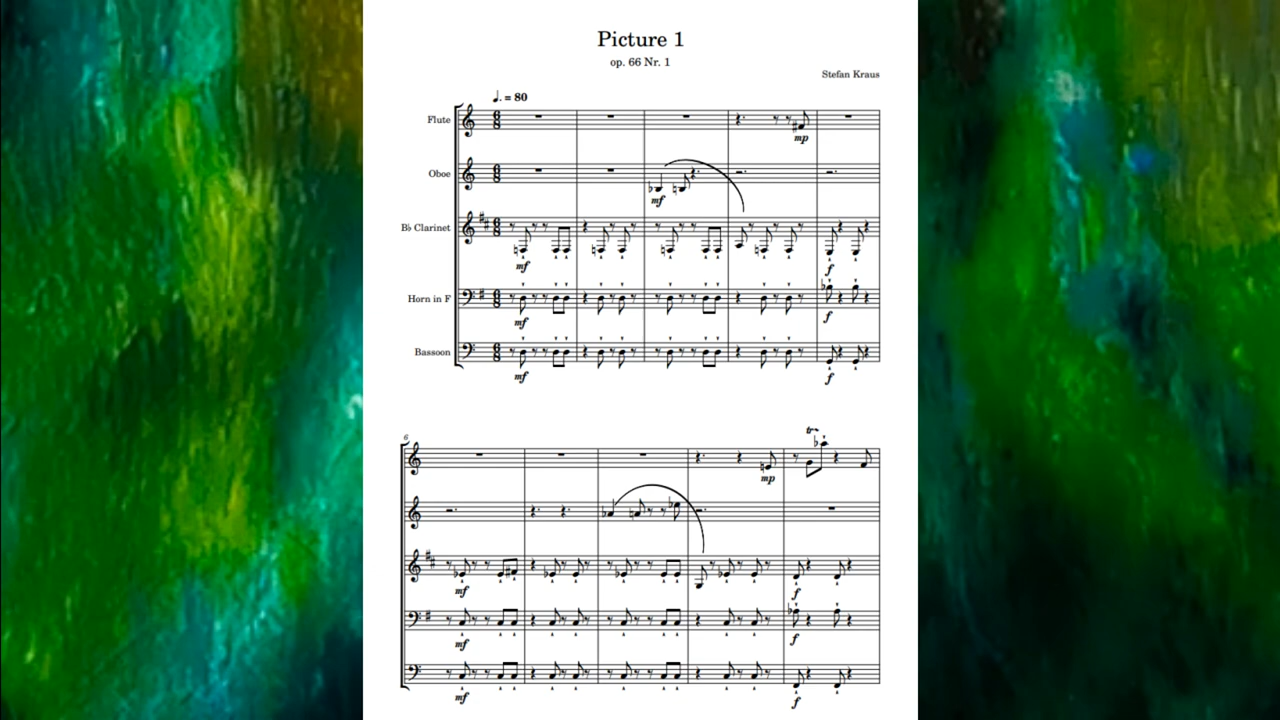 Picture 1
op. 66 Nr. 1
Stefan Kraus
♩. = 80
Flute
mp
Oboe
mf
B♭ Clarinet
mf
f
Horn in F
mf
f
Bassoon
mf
f
6
tr
mp
mf
f
mf
f
mf
f